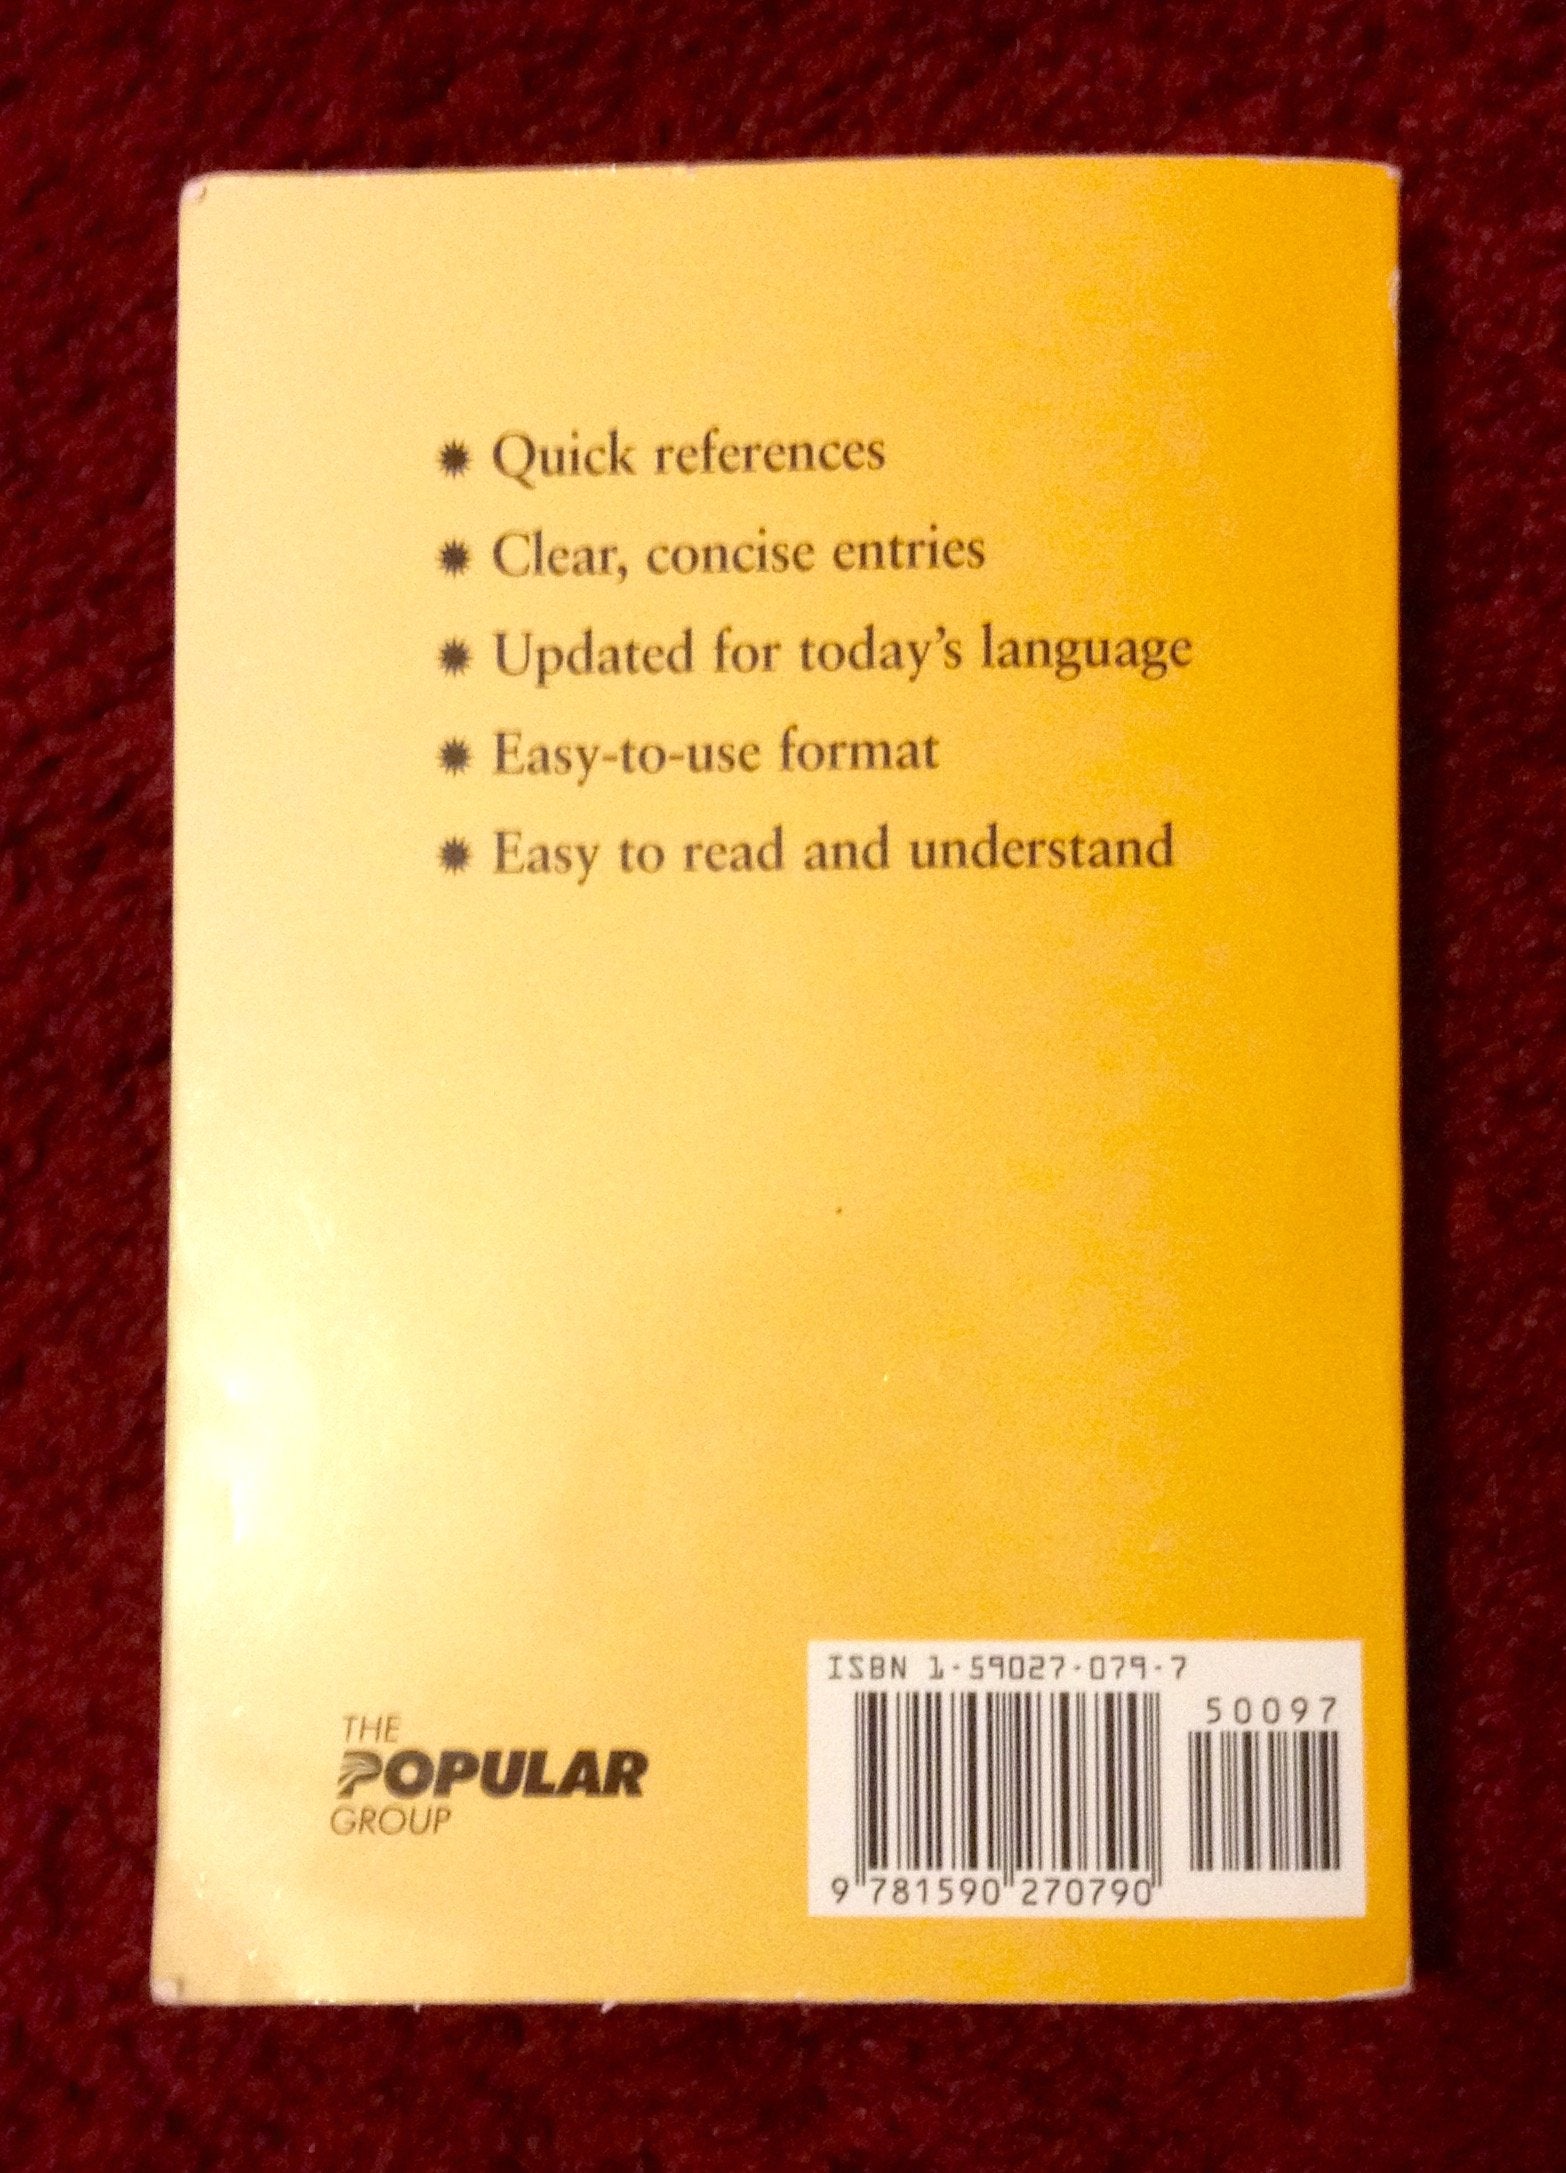 ✹ Quick references
✹ Clear, concise entries
✹ Updated for today's language
✹ Easy-to-use format
✹ Easy to read and understand
THE
POPULAR
GROUP
ISBN 1-59027-079-7
50097
9 781590 270790